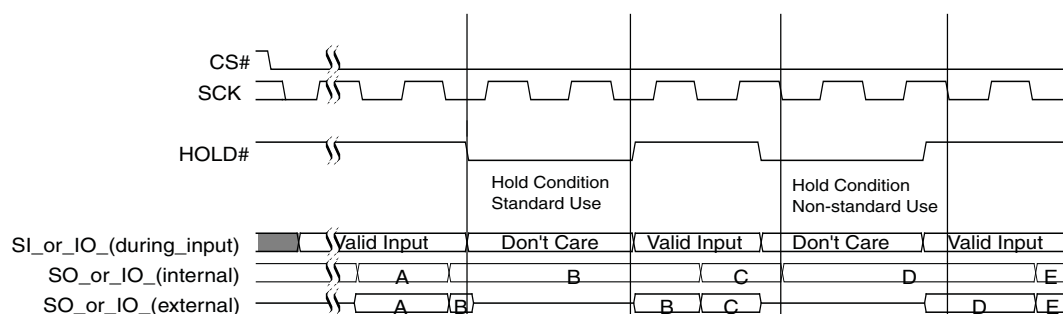 CS#
SCK
HOLD#
Hold Condition
Standard Use
Hold Condition
Non-standard Use
SI_or_IO_(during_input) Valid Input Don't Care Valid Input Don't Care Valid Input
SO_or_IO_(internal) A B C D E
SO_or_IO_(external) A B B C D E